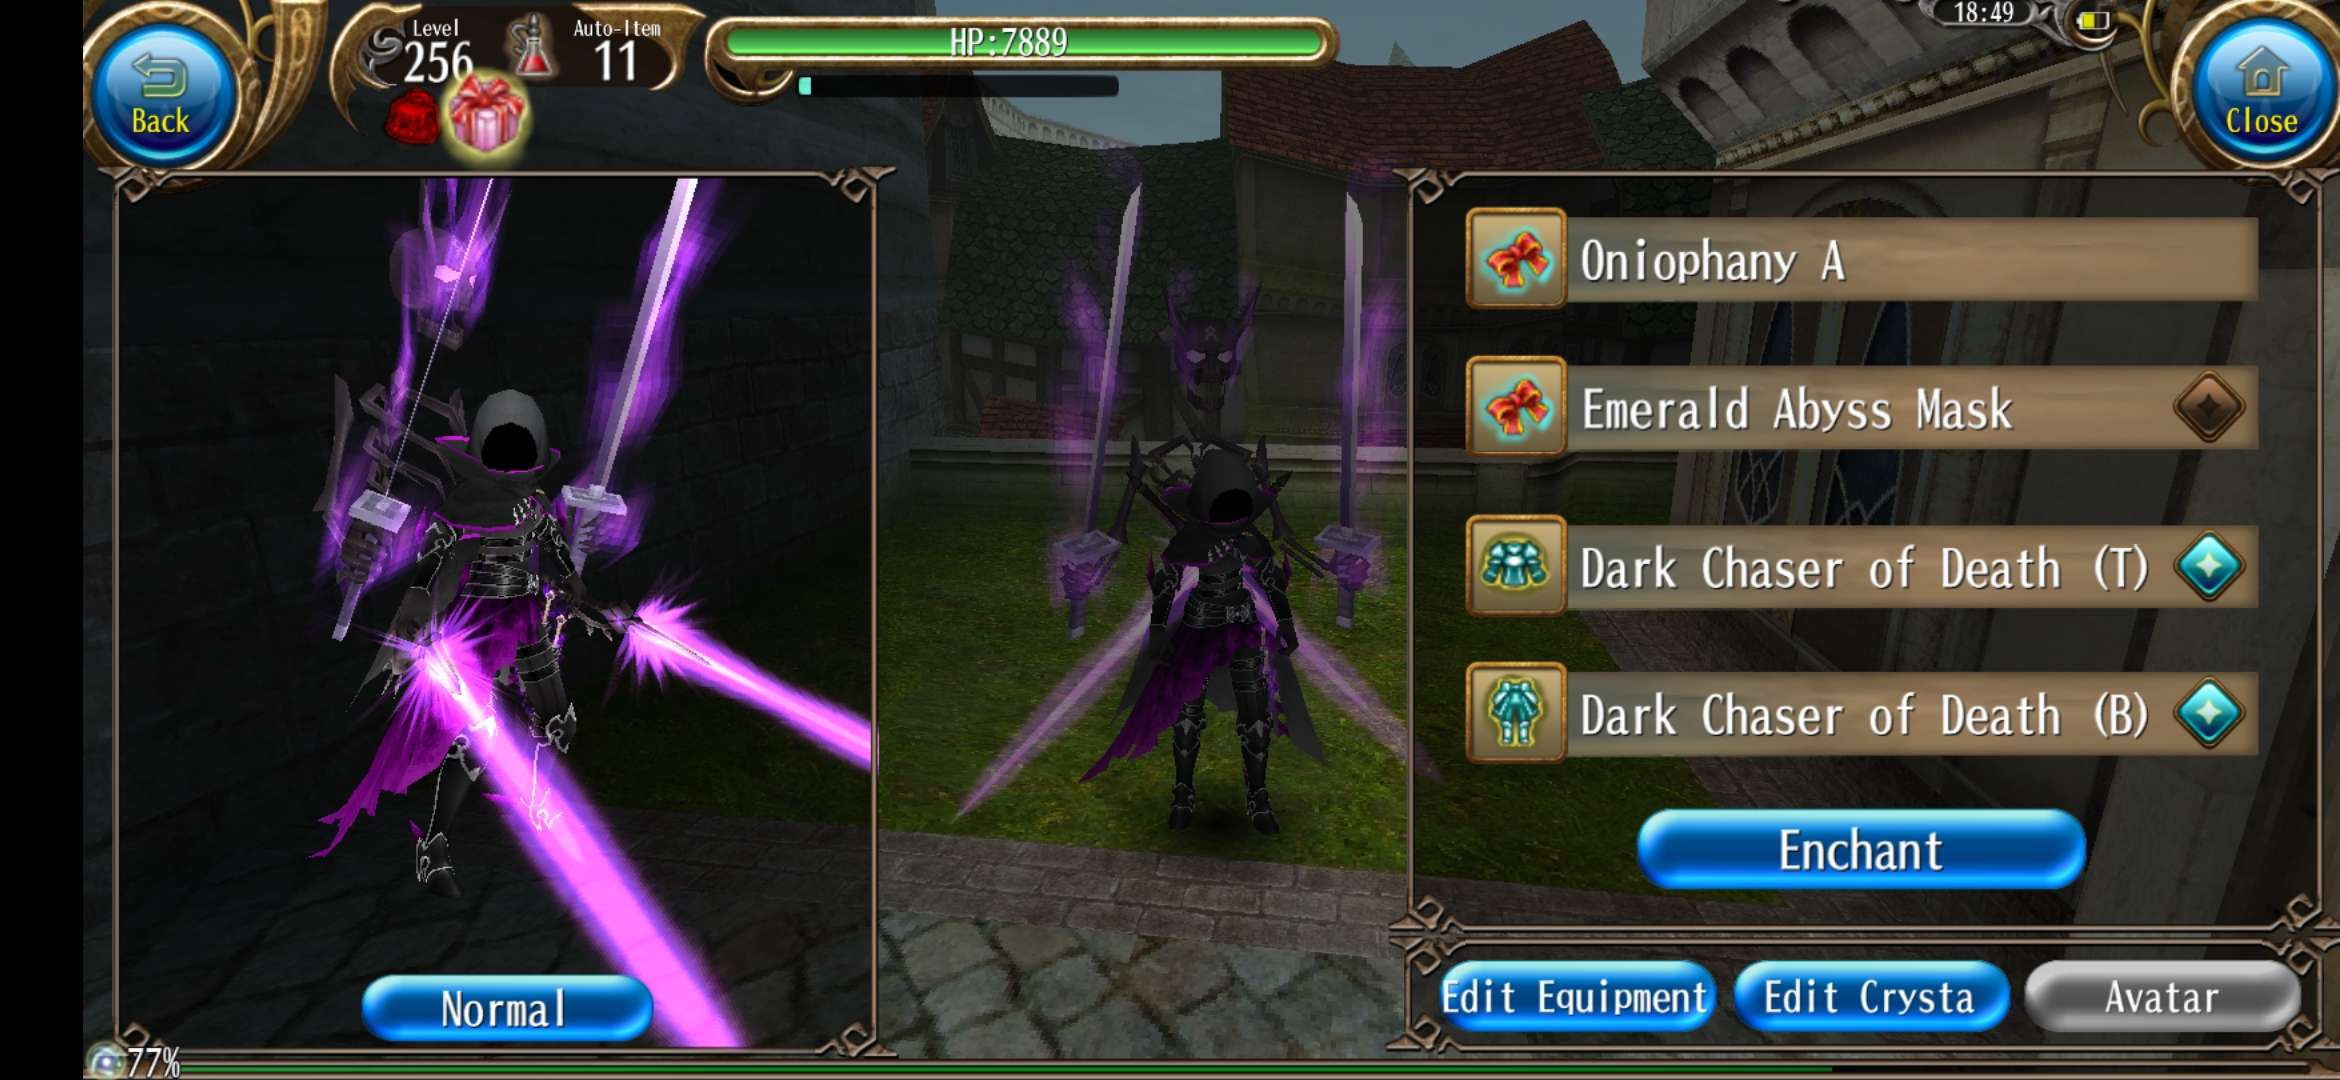 Back
Level
256
Auto-Item
11
HP:7889
18:49
Close
Oniophany A
Emerald Abyss Mask
Dark Chaser of Death (T)
Dark Chaser of Death (B)
Enchant
Normal
Edit Equipment
Edit Crysta
Avatar
77%